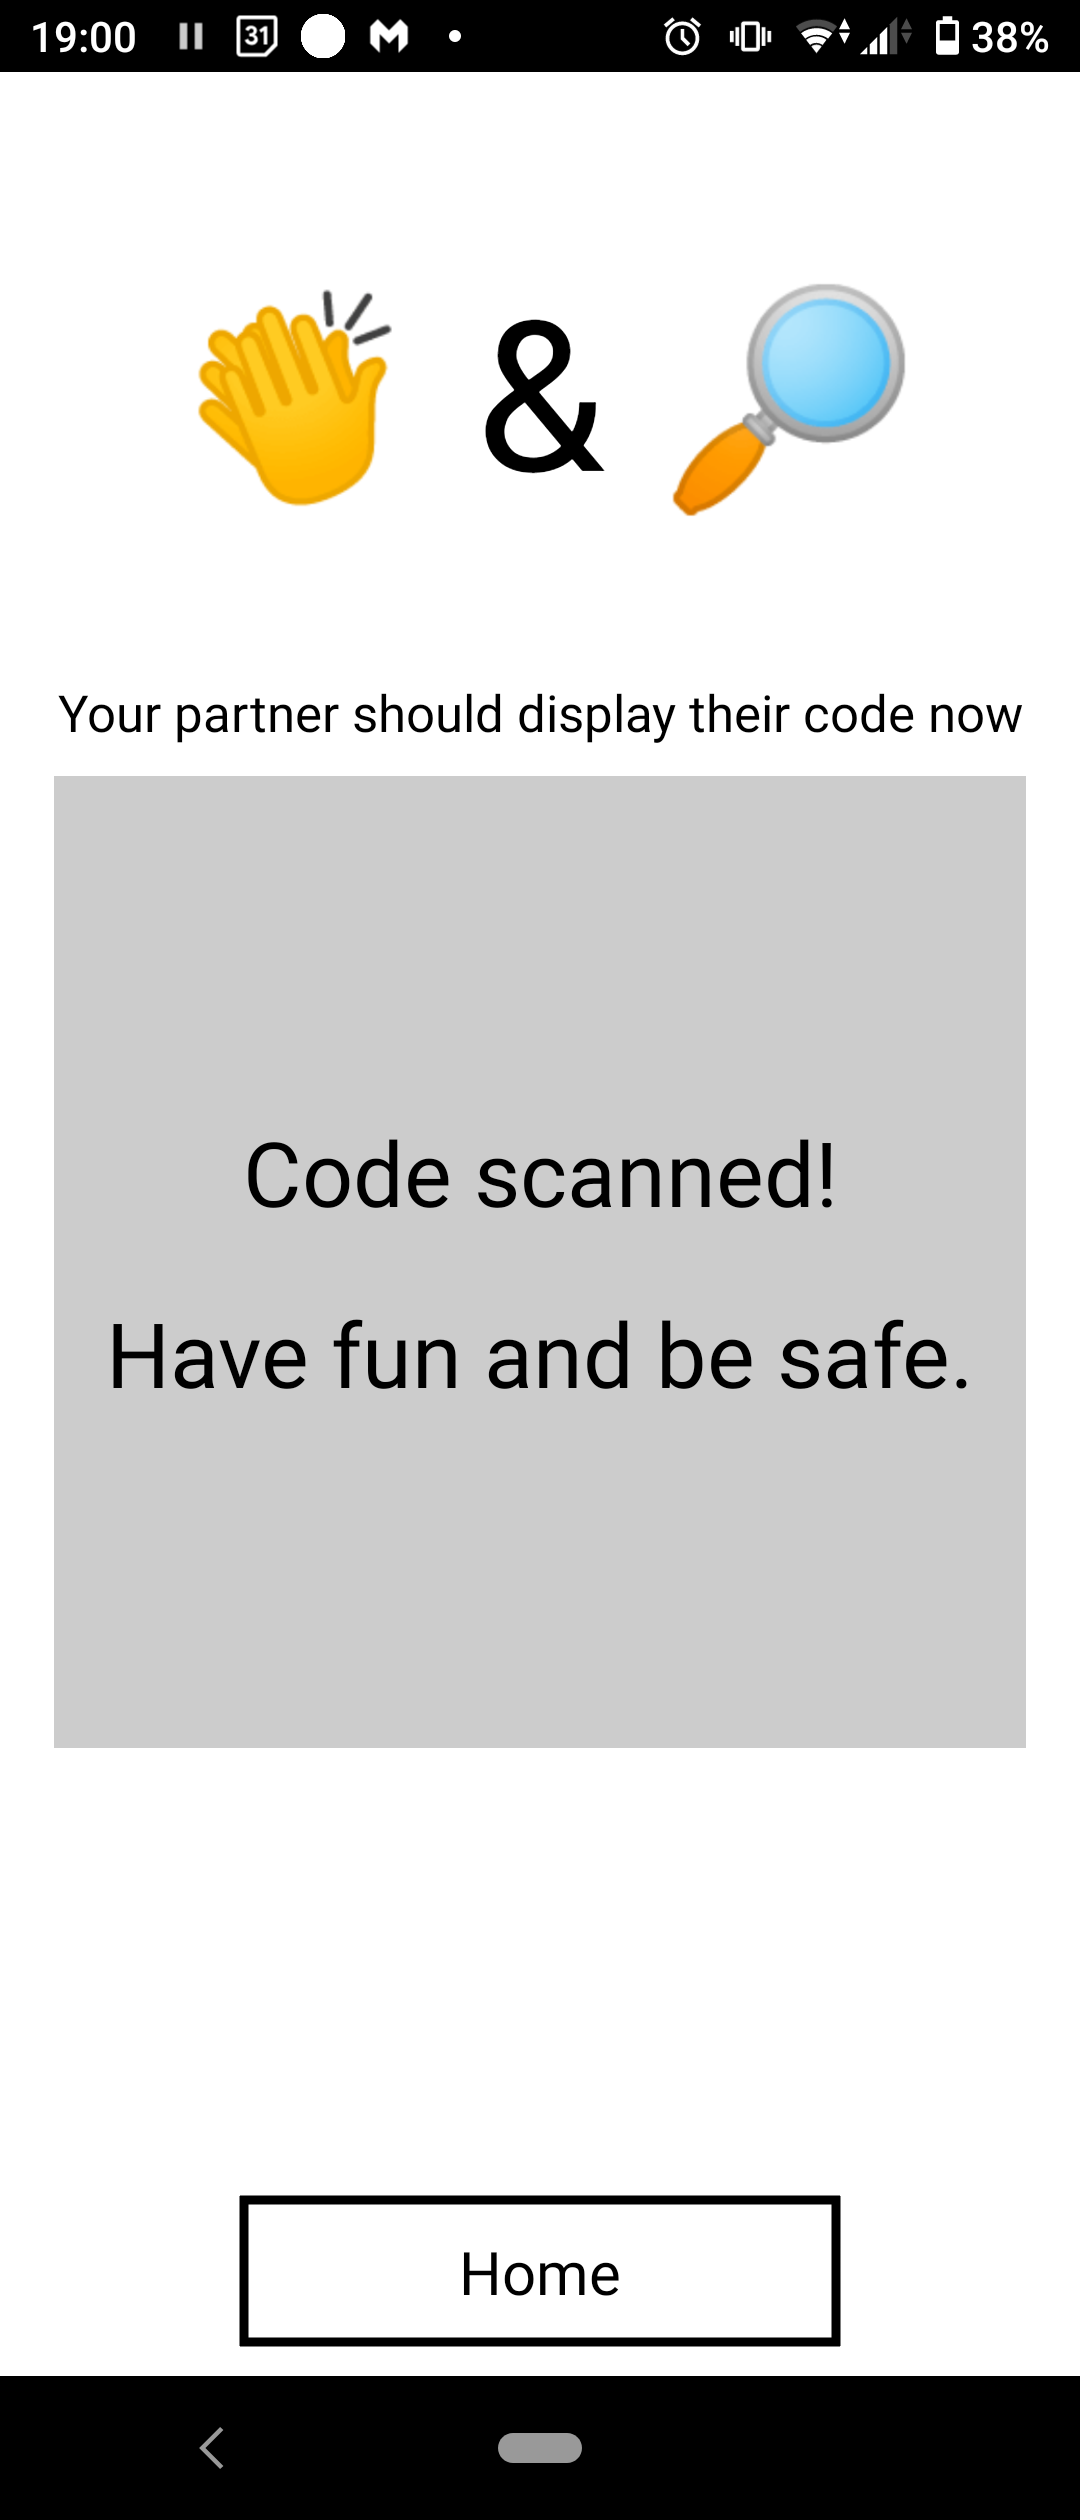 19:00 31 38%
&
Your partner should display their code now
Code scanned!
Have fun and be safe.
Home